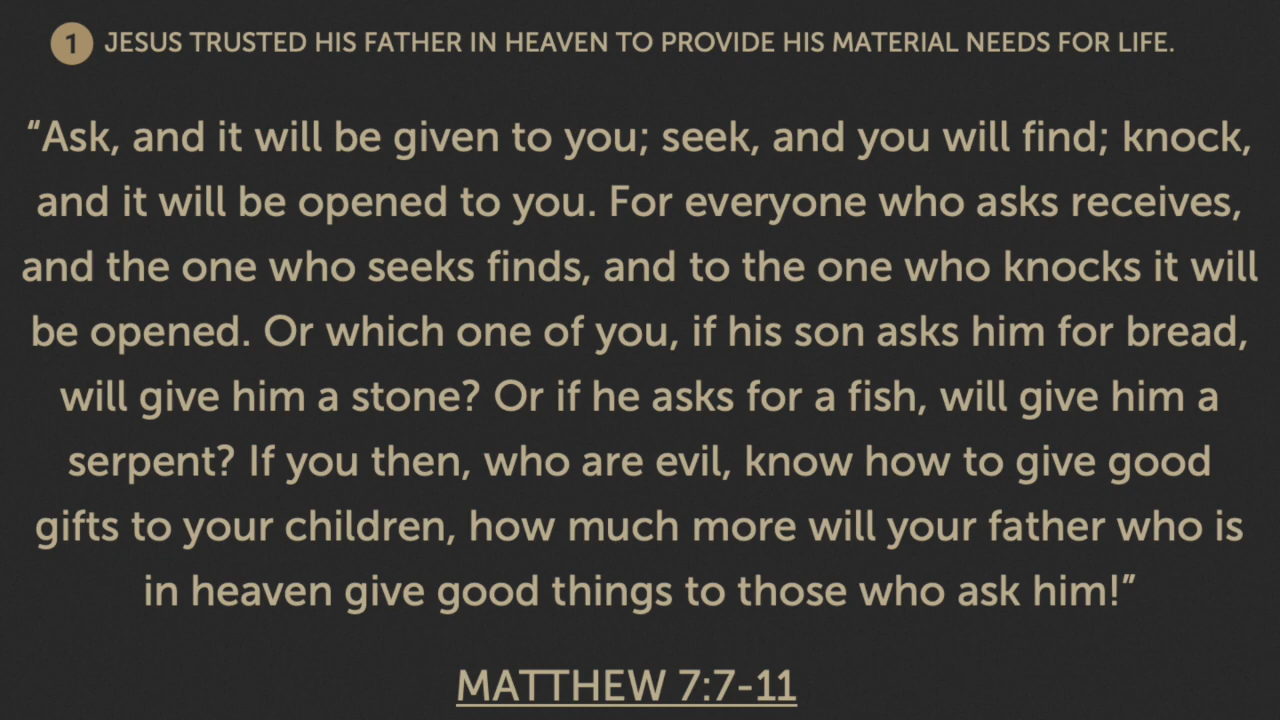 1 JESUS TRUSTED HIS FATHER IN HEAVEN TO PROVIDE HIS MATERIAL NEEDS FOR LIFE.
“Ask, and it will be given to you; seek, and you will find; knock,
and it will be opened to you. For everyone who asks receives,
and the one who seeks finds, and to the one who knocks it will
be opened. Or which one of you, if his son asks him for bread,
will give him a stone? Or if he asks for a fish, will give him a
serpent? If you then, who are evil, know how to give good
gifts to your children, how much more will your father who is
in heaven give good things to those who ask him!”
MATTHEW 7:7-11